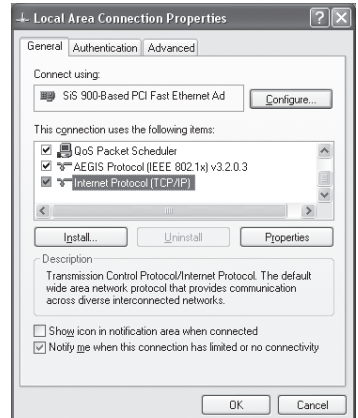 Local Area Connection Properties
General Authentication Advanced
Connect using:
SiS 900-Based PCI Fast Ethernet Ad Configure...
This connection uses the following items:
QoS Packet Scheduler
AEGIS Protocol (IEEE 802.1x) v3.2.0.3
Internet Protocol (TCP/IP)
Install... Uninstall Properties
Description
Transmission Control Protocol/Internet Protocol. The default
wide area network protocol that provides communication
across diverse interconnected networks.
Show icon in notification area when connected
Notify me when this connection has limited or no connectivity
OK Cancel